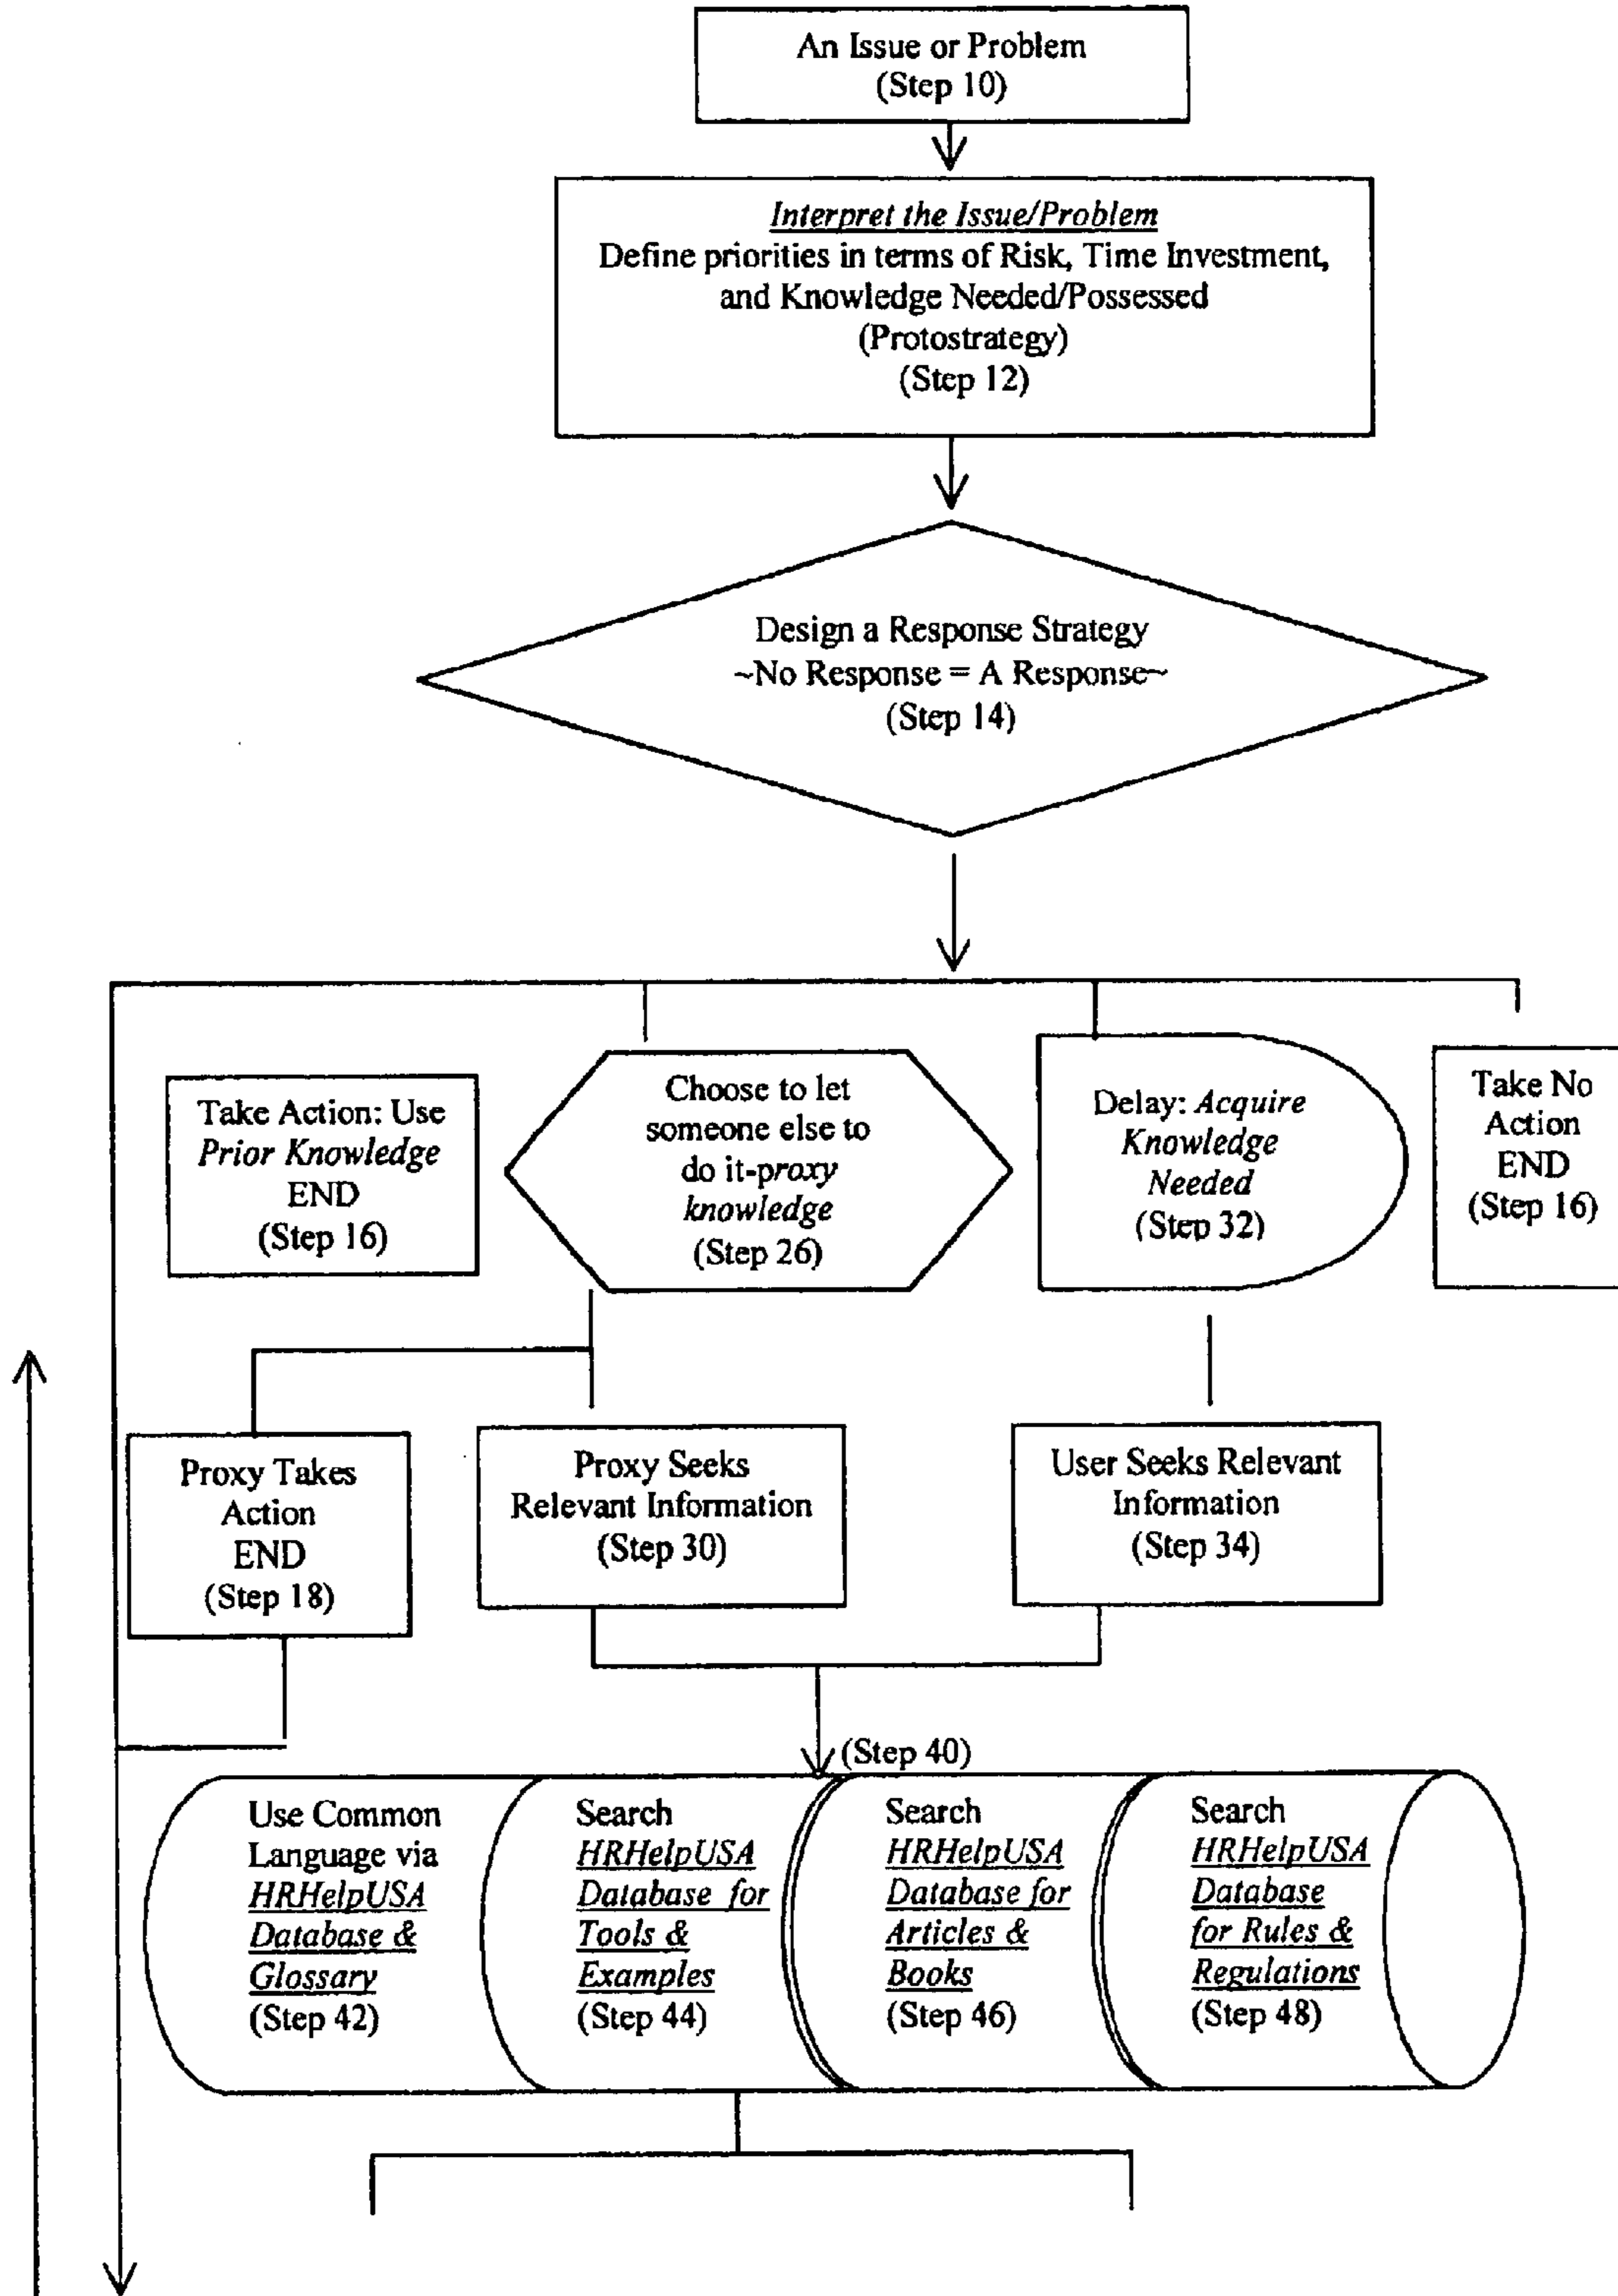 An Issue or Problem
(Step 10)
Interpret the Issue/Problem
Define priorities in terms of Risk, Time Investment,
and Knowledge Needed/Possessed
(Protostrategy)
(Step 12)
Design a Response Strategy
~No Response = A Response~
(Step 14)
Take Action: Use
Prior Knowledge
END
(Step 16)
Choose to let
someone else to
do it-proxy
knowledge
(Step 26)
Delay: Acquire
Knowledge
Needed
(Step 32)
Take No
Action
END
(Step 16)
Proxy Takes
Action
END
(Step 18)
Proxy Seeks
Relevant Information
(Step 30)
User Seeks Relevant
Information
(Step 34)
(Step 40)
Use Common
Language via
HRHelpUSA
Database &
Glossary
(Step 42)
Search
HRHelpUSA
Database for
Tools &
Examples
(Step 44)
Search
HRHelpUSA
Database for
Articles &
Books
(Step 46)
Search
HRHelpUSA
Database
for Rules &
Regulations
(Step 48)